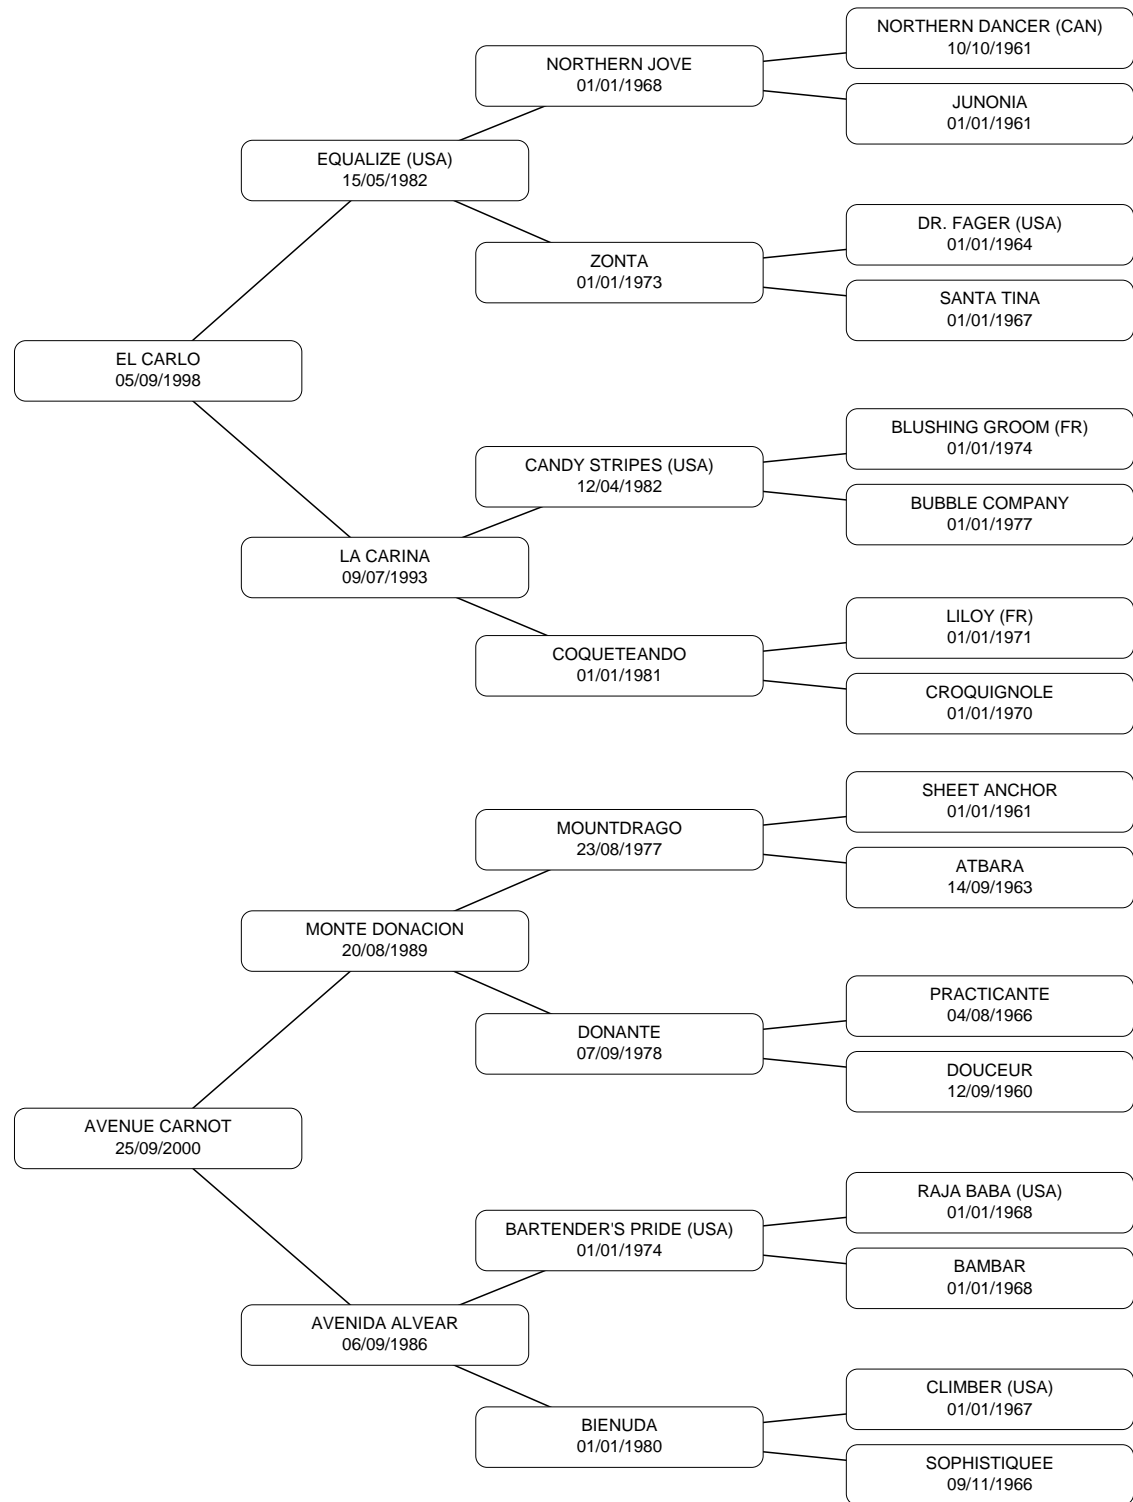 NORTHERN DANCER (CAN)
10/10/1961
NORTHERN JOVE
01/01/1968
JUNONIA
01/01/1961
EQUALIZE (USA)
15/05/1982
DR. FAGER (USA)
01/01/1964
ZONTA
01/01/1973
SANTA TINA
01/01/1967
EL CARLO
05/09/1998
BLUSHING GROOM (FR)
01/01/1974
CANDY STRIPES (USA)
12/04/1982
BUBBLE COMPANY
01/01/1977
LA CARINA
09/07/1993
LILOY (FR)
01/01/1971
COQUETEANDO
01/01/1981
CROQUIGNOLE
01/01/1970
SHEET ANCHOR
01/01/1961
MOUNTDRAGO
23/08/1977
ATBARA
14/09/1963
MONTE DONACION
20/08/1989
PRACTICANTE
04/08/1966
DONANTE
07/09/1978
DOUCEUR
12/09/1960
AVENUE CARNOT
25/09/2000
RAJA BABA (USA)
01/01/1968
BARTENDER'S PRIDE (USA)
01/01/1974
BAMBAR
01/01/1968
AVENIDA ALVEAR
06/09/1986
CLIMBER (USA)
01/01/1967
BIENUDA
01/01/1980
SOPHISTIQUEE
09/11/1966